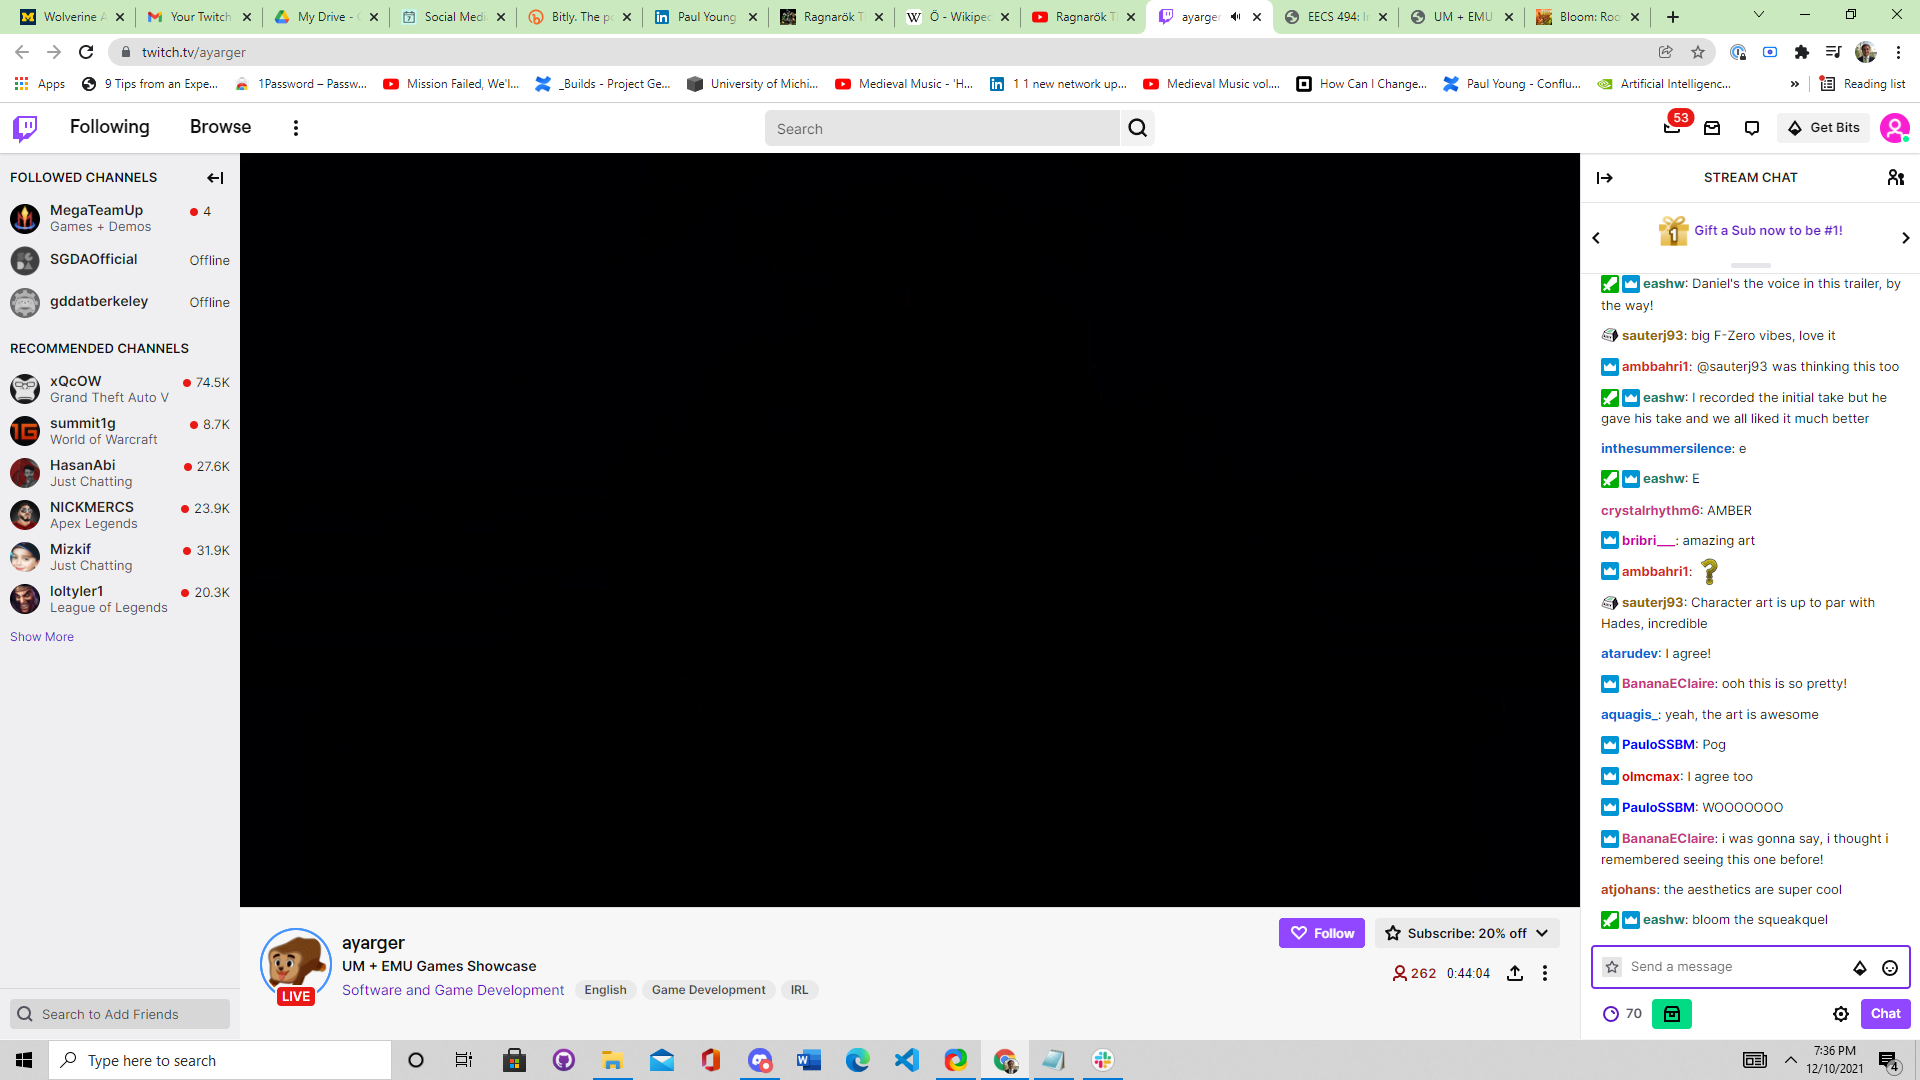 Wolverine A
Your Twitch
My Drive - G
Social Medi
Bitly. The po
Paul Young
Ragnarök T
Ö - Wikiped
Ragnarök T
ayarger
EECS 494: I
UM + EMU
Bloom: Roo
twitch.tv/ayarger
Apps
9 Tips from an Expe...
1Password – Passw...
Mission Failed, We'l...
_Builds - Project Ge...
University of Michi...
Medieval Music - 'H...
1 1 new network up...
Medieval Music vol....
How Can I Change...
Paul Young - Conflu...
Artificial Intelligenc...
»
Reading list
Following
Browse
Search
53
Get Bits
FOLLOWED CHANNELS
MegaTeamUp
4
Games + Demos
SGDAOfficial
Offline
gddatberkeley
Offline
RECOMMENDED CHANNELS
xQcOW
74.5K
Grand Theft Auto V
summit1g
8.7K
World of Warcraft
HasanAbi
27.6K
Just Chatting
NICKMERCS
23.9K
Apex Legends
Mizkif
31.9K
Just Chatting
loltyler1
20.3K
League of Legends
Show More
Search to Add Friends
LIVE
ayarger
UM + EMU Games Showcase
Software and Game Development
English
Game Development
IRL
Follow
Subscribe: 20% off
262
0:44:04
STREAM CHAT
1
Gift a Sub now to be #1!
eashw: Daniel's the voice in this trailer, by
the way!
sauterj93: big F-Zero vibes, love it
ambbahri1: @sauterj93 was thinking this too
eashw: I recorded the initial take but he
gave his take and we all liked it much better
inthesummersilence: e
eashw: E
crystalrhythm6: AMBER
bribri___: amazing art
ambbahri1: ?
sauterj93: Character art is up to par with
Hades, incredible
atarudev: I agree!
BananaEClaire: ooh this is so pretty!
aquagis_: yeah, the art is awesome
PauloSSBM: Pog
olmcmax: I agree too
PauloSSBM: WOOOOOOO
BananaEClaire: i was gonna say, i thought i
remembered seeing this one before!
atjohans: the aesthetics are super cool
eashw: bloom the squeakquel
Send a message
70
Chat
Type here to search
7:36 PM
12/10/2021
4